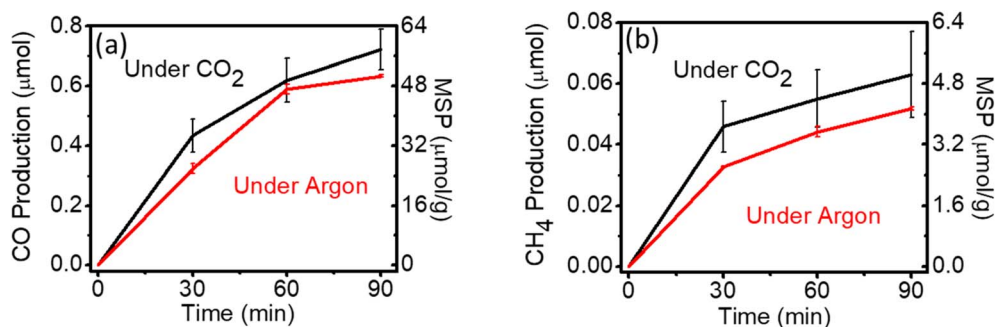 (a)
Under CO2
Under Argon
CO Production (μmol)
0.8
0.6
0.4
0.2
0.0
64
48
32
16
0
MSP (μmol/g)
0 30 60 90
Time (min)
(b)
Under CO2
Under Argon
CH4 Production (μmol)
0.08
0.06
0.04
0.02
0.00
6.4
4.8
3.2
1.6
0.0
MSP (μmol/g)
0 30 60 90
Time (min)